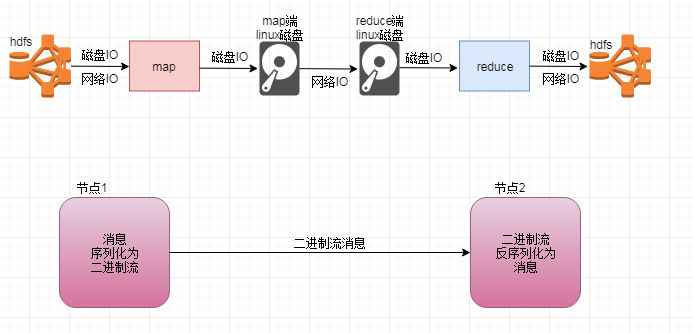 hdfs
磁盘IO
网络IO
map
磁盘IO
map端
linux磁盘
网络IO
reduce端
linux磁盘
磁盘IO
reduce
磁盘IO
网络IO
hdfs
节点1
消息
序列化为
二进制流
二进制流消息
节点2
二进制流
反序列化为
消息